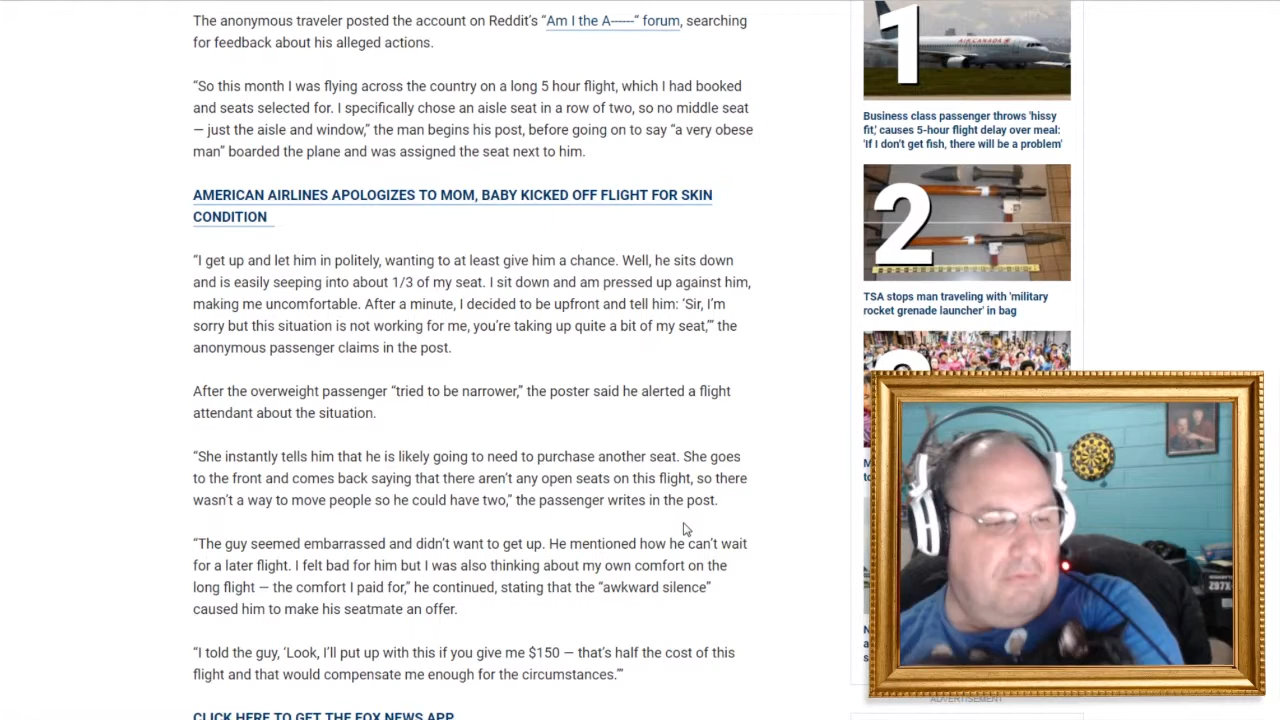 The anonymous traveler posted the account on Reddit's “Am I the A------“ forum, searching
for feedback about his alleged actions.
“So this month I was flying across the country on a long 5 hour flight, which I had booked
and seats selected for. I specifically chose an aisle seat in a row of two, so no middle seat
— just the aisle and window,” the man begins his post, before going on to say “a very obese
man” boarded the plane and was assigned the seat next to him.
AMERICAN AIRLINES APOLOGIZES TO MOM, BABY KICKED OFF FLIGHT FOR SKIN
CONDITION
“I get up and let him in politely, wanting to at least give him a chance. Well, he sits down
and is easily seeping into about 1/3 of my seat. I sit down and am pressed up against him,
making me uncomfortable. After a minute, I decided to be upfront and tell him: ‘Sir, I’m
sorry but this situation is not working for me, you’re taking up quite a bit of my seat,’” the
anonymous passenger claims in the post.
After the overweight passenger “tried to be narrower,” the poster said he alerted a flight
attendant about the situation.
“She instantly tells him that he is likely going to need to purchase another seat. She goes
to the front and comes back saying that there aren’t any open seats on this flight, so there
wasn’t a way to move people so he could have two,” the passenger writes in the post.
“The guy seemed embarrassed and didn’t want to get up. He mentioned how he can’t wait
for a later flight. I felt bad for him but I was also thinking about my own comfort on the
long flight — the comfort I paid for,” he continued, stating that the “awkward silence”
caused him to make his seatmate an offer.
“I told the guy, ‘Look, I’ll put up with this if you give me $150 — that’s half the cost of this
flight and that would compensate me enough for the circumstances.’”
CLICK HERE TO GET THE FOX NEWS APP
1
AIR CANADA
Business class passenger throws 'hissy
fit,' causes 5-hour flight delay over meal:
'If I don't get fish, there will be a problem'
2
TSA stops man traveling with 'military
rocket grenade launcher' in bag
ADVERTISEMENT